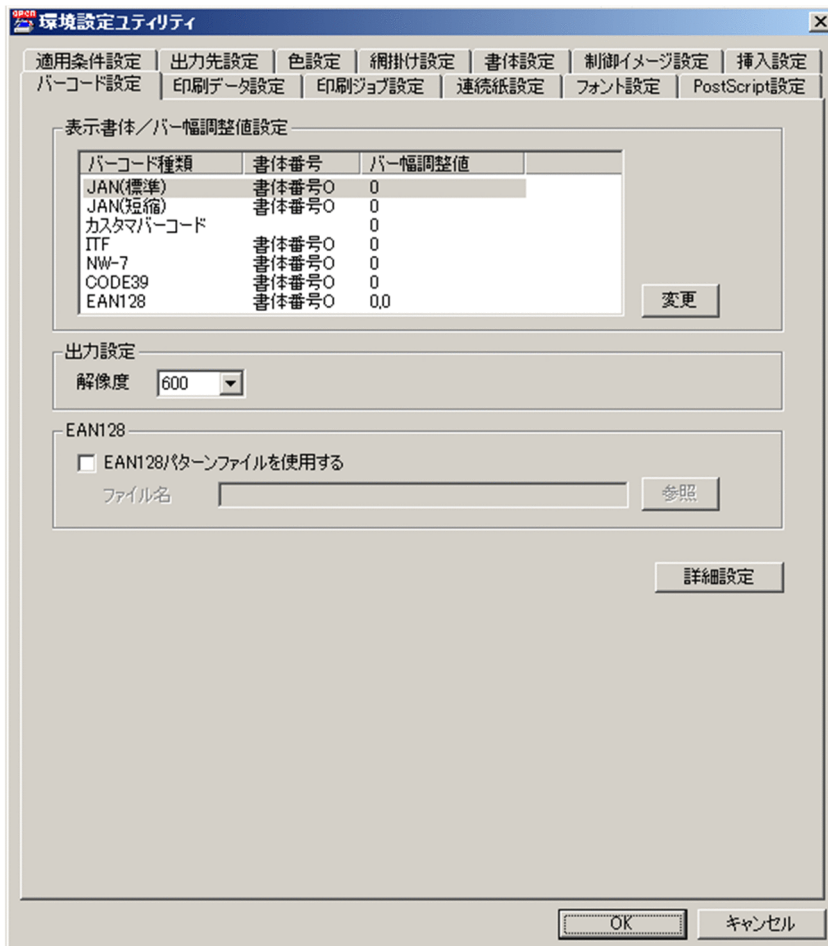 OPEN
環境設定ユティリティ
適用条件設定 出力先設定 色設定 網掛け設定 書体設定 制御イメージ設定 挿入設定
バーコード設定 印刷データ設定 印刷ジョブ設定 連続紙設定 フォント設定 PostScript設定
表示書体/バー幅調整値設定
バーコード種類 書体番号 バー幅調整値
JAN(標準) 書体番号0 0
JAN(短縮) 書体番号0 0
カスタマバーコード 0
ITF 書体番号0 0
NW-7 書体番号0 0
CODE39 書体番号0 0
EAN128 書体番号0 0,0
変更
出力設定
解像度 600
EAN128
EAN128パターンファイルを使用する
ファイル名 参照
詳細設定
OK キャンセル